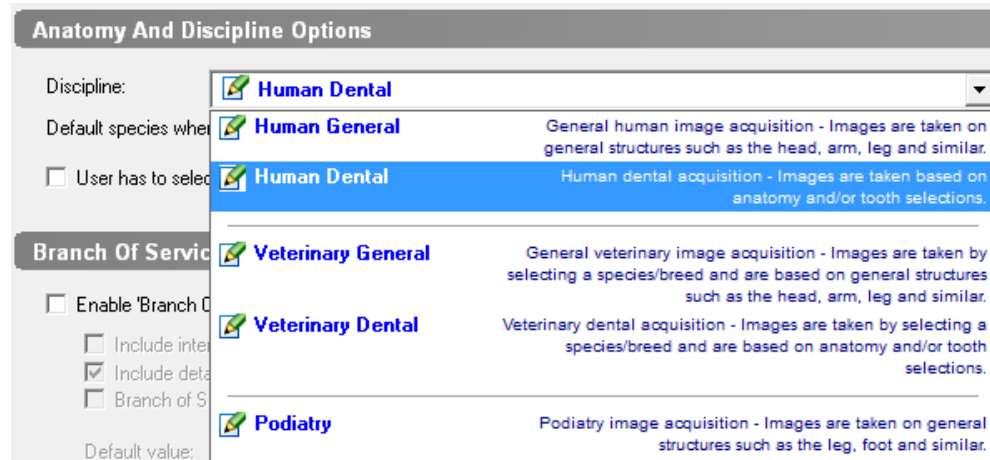 Anatomy And Discipline Options
Discipline:
Human Dental
Default species when
Human General
General human image acquisition - Images are taken on
general structures such as the head, arm, leg and similar.
User has to selec
Human Dental
Human dental acquisition - Images are taken based on
anatomy and/or tooth selections.
Branch Of Servic
Veterinary General
General veterinary image acquisition - Images are taken by
selecting a species/breed and are based on general structures
such as the head, arm, leg and similar.
Enable 'Branch O
Veterinary Dental
Veterinary dental acquisition - Images are taken by selecting a
species/breed and are based on anatomy and/or tooth
selections.
Include inter
Include deta
Branch of S
Podiatry
Podiatry image acquisition - Images are taken on general
structures such as the leg, foot and similar.
Default value: